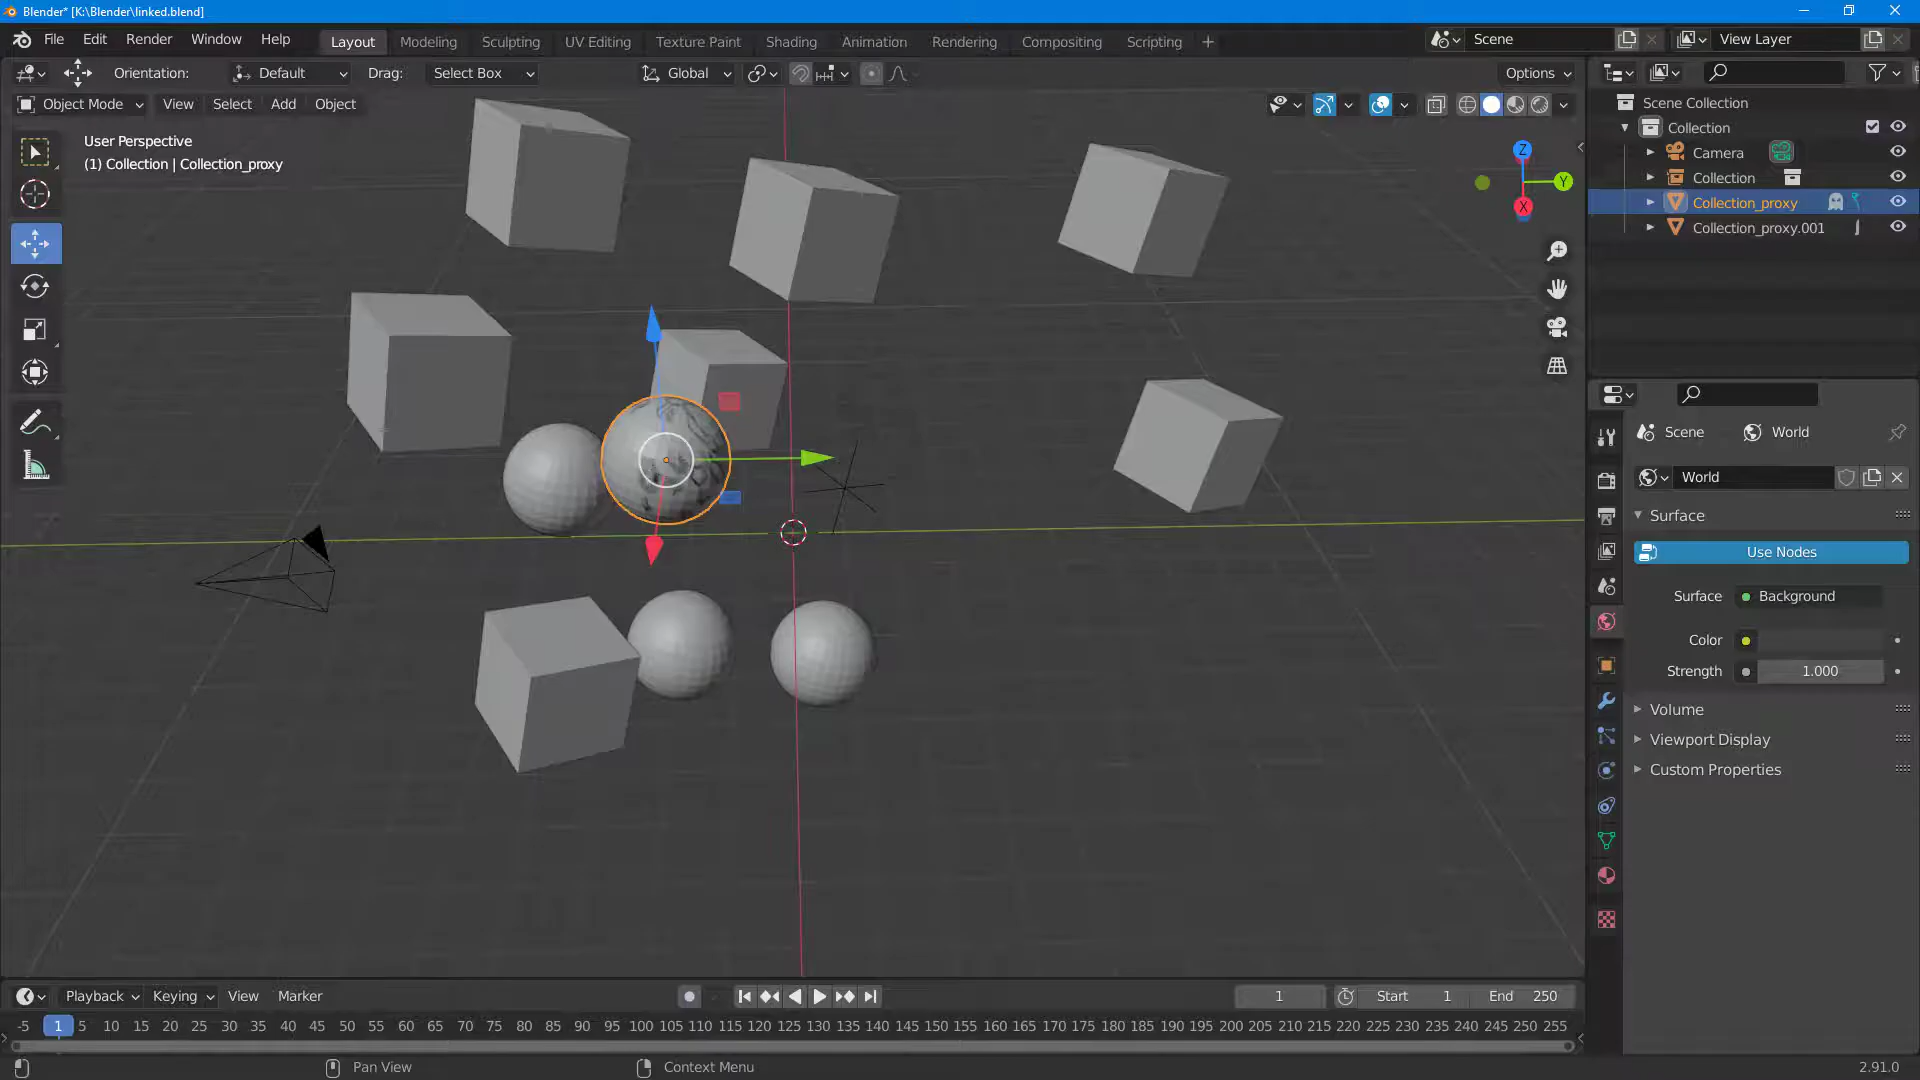 Blender* [K:\Blender\linked.blend]
File Edit Render Window Help
Layout Modeling Sculpting UV Editing Texture Paint Shading Animation Rendering Compositing Scripting +
Scene
View Layer
Orientation: Default Drag: Select Box
Global
Options
Object Mode View Select Add Object
User Perspective
(1) Collection | Collection_proxy
Z
Y
X
Scene Collection
Collection
Camera
Collection
Collection_proxy
Collection_proxy.001
Scene World
World
Surface
Use Nodes
Surface Background
Color
Strength 1.000
Volume
Viewport Display
Custom Properties
Playback Keying View Marker
1 Start 1 End 250
-5 1 5 10 15 20 25 30 35 40 45 50 55 60 65 70 75 80 85 90 95 100 105 110 115 120 125 130 135 140 145 150 155 160 165 170 175 180 185 190 195 200 205 210 215 220 225 230 235 240 245 250 255
Pan View
Context Menu
2.91.0